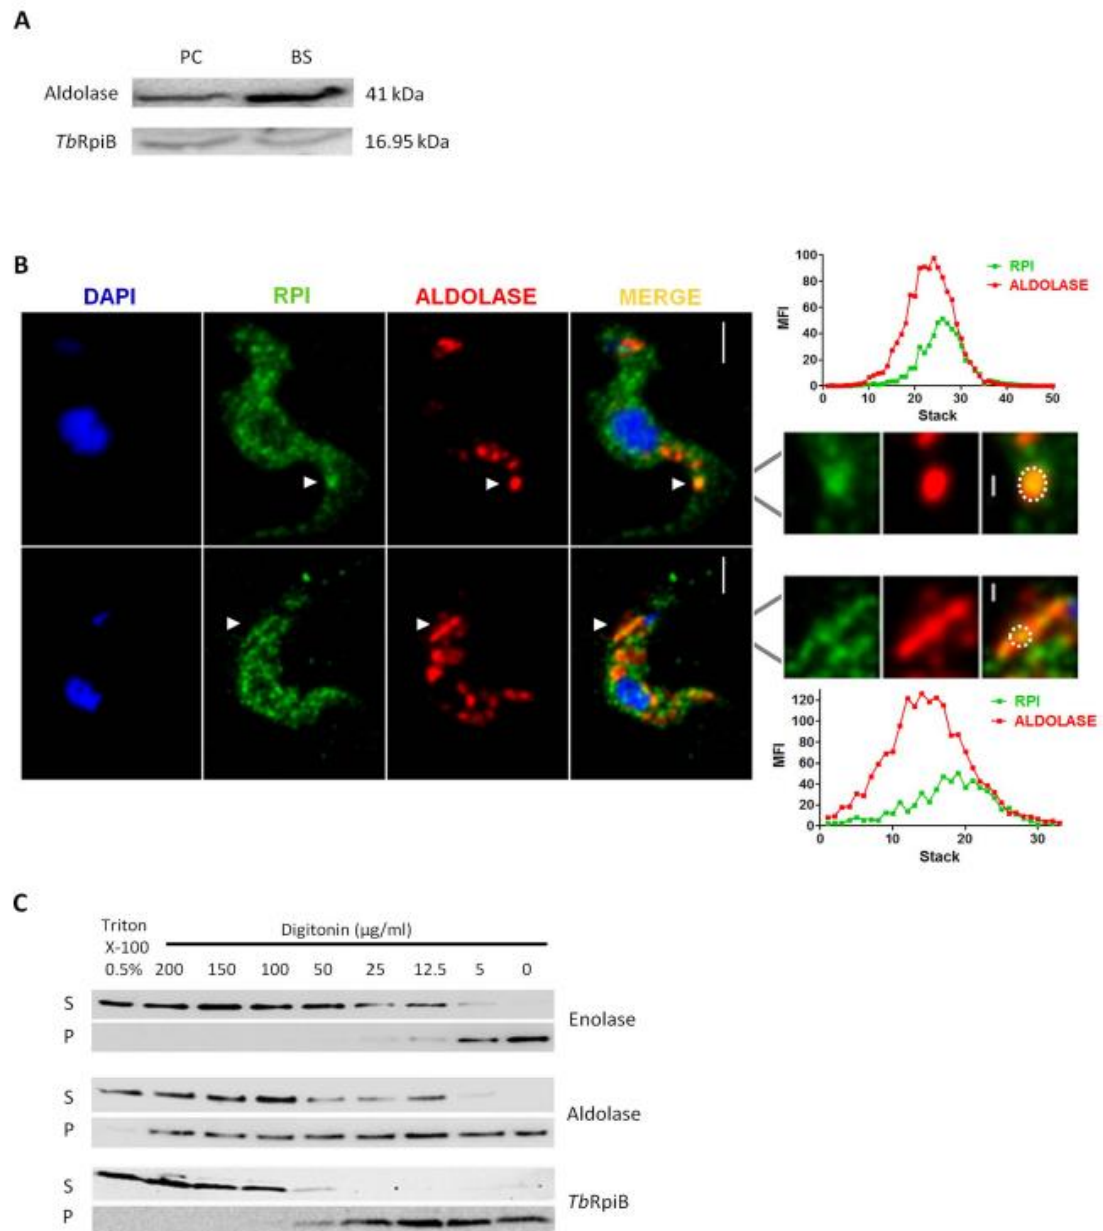 A
PC BS
Aldolase 41 kDa
TbRpiB 16.95 kDa
B
DAPI RPI ALDOLASE MERGE
100
80
60
40
20
0
MFI
0 10 20 30 40 50
Stack
RPI
ALDOLASE
120
100
80
60
40
20
0
MFI
0 10 20 30
Stack
RPI
ALDOLASE
C
Triton
X-100
0.5%
Digitonin (µg/ml)
200 150 100 50 25 12.5 5 0
S
P
Enolase
S
P
Aldolase
S
P
TbRpiB